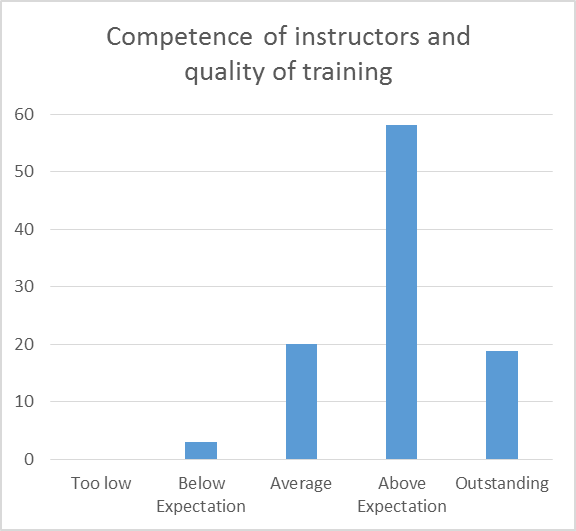 Competence of instructors and
quality of training
60
50
40
30
20
10
0
Too low
Below
Expectation
Average
Above
Expectation
Outstanding